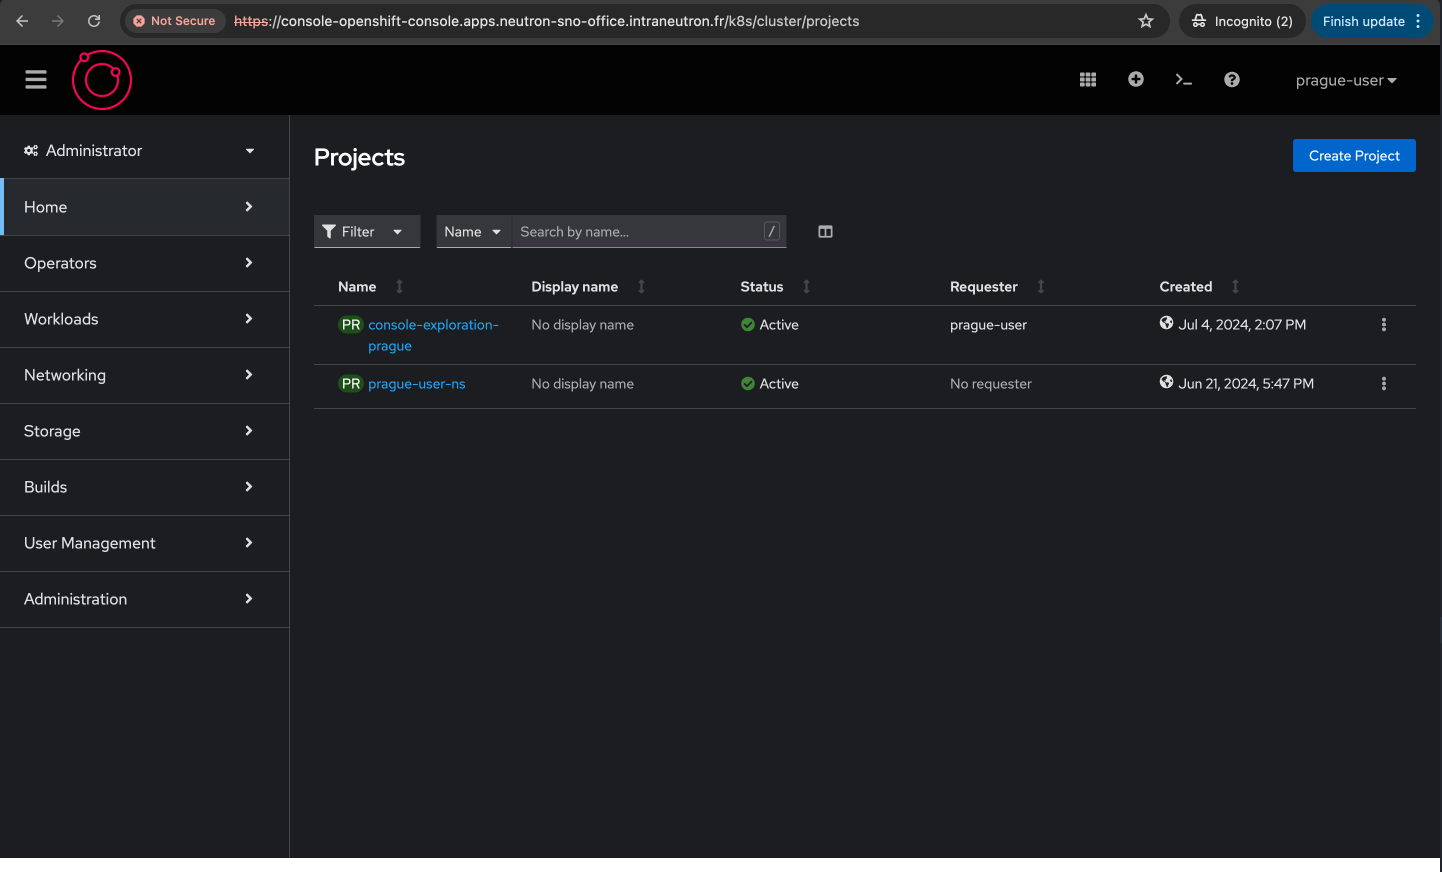 Not Secure https://console-openshift-console.apps.neutron-sno-office.intraneutron.fr/k8s/cluster/projects Incognito (2) Finish update
prague-user
Administrator
Home
Operators
Workloads
Networking
Storage
Builds
User Management
Administration
Projects
Create Project
Filter Name Search by name... /
Name Display name Status Requester Created
PR console-exploration-prague No display name Active prague-user Jul 4, 2024, 2:07 PM
PR prague-user-ns No display name Active No requester Jun 21, 2024, 5:47 PM